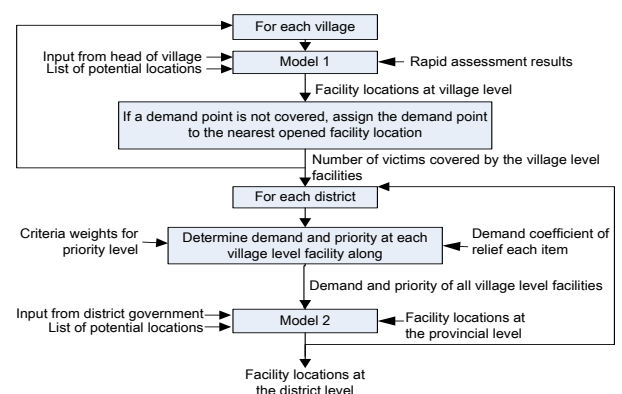 For each village
Input from head of village
List of potential locations
Model 1
Rapid assessment results
Facility locations at village level
If a demand point is not covered, assign the demand point
to the nearest opened facility location
Number of victims covered by the village level
facilities
For each district
Criteria weights for
priority level
Determine demand and priority at each
village level facility along
Demand coefficient of
relief each item
Demand and priority of all village level facilities
Input from district government
List of potential locations
Model 2
Facility locations at
the provincial level
Facility locations at
the district level